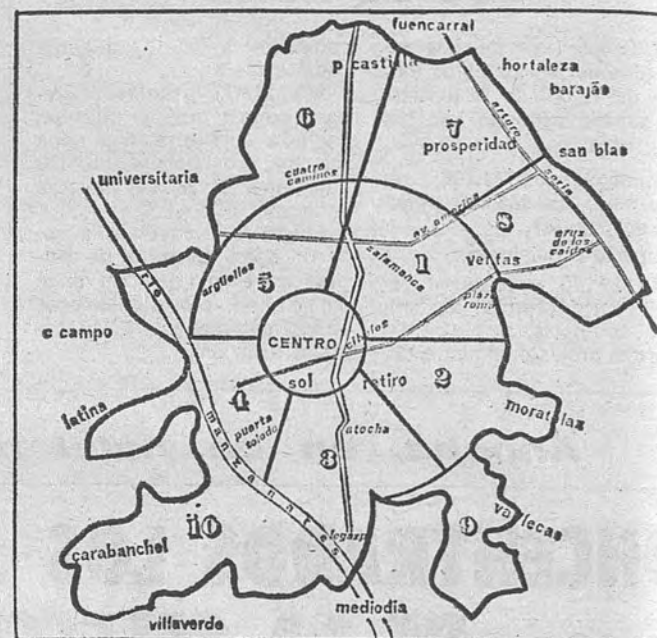 fuencarral
p castilla
hortaleza
barajas
6
7
arturo
soria
prosperidad
san blas
universitaria
cuatro
caminos
av. america
8
cruz
de los
caidos
salamanca
1
ventas
argüelles
5
rio
plaza
roma
c campo
CENTRO
cibeles
sol
retiro
2
4
latina
manzanares
puerta
toledo
atocha
moratalaz
3
10
9
vallecas
carabanchel
legazpi
mediodia
villaverde